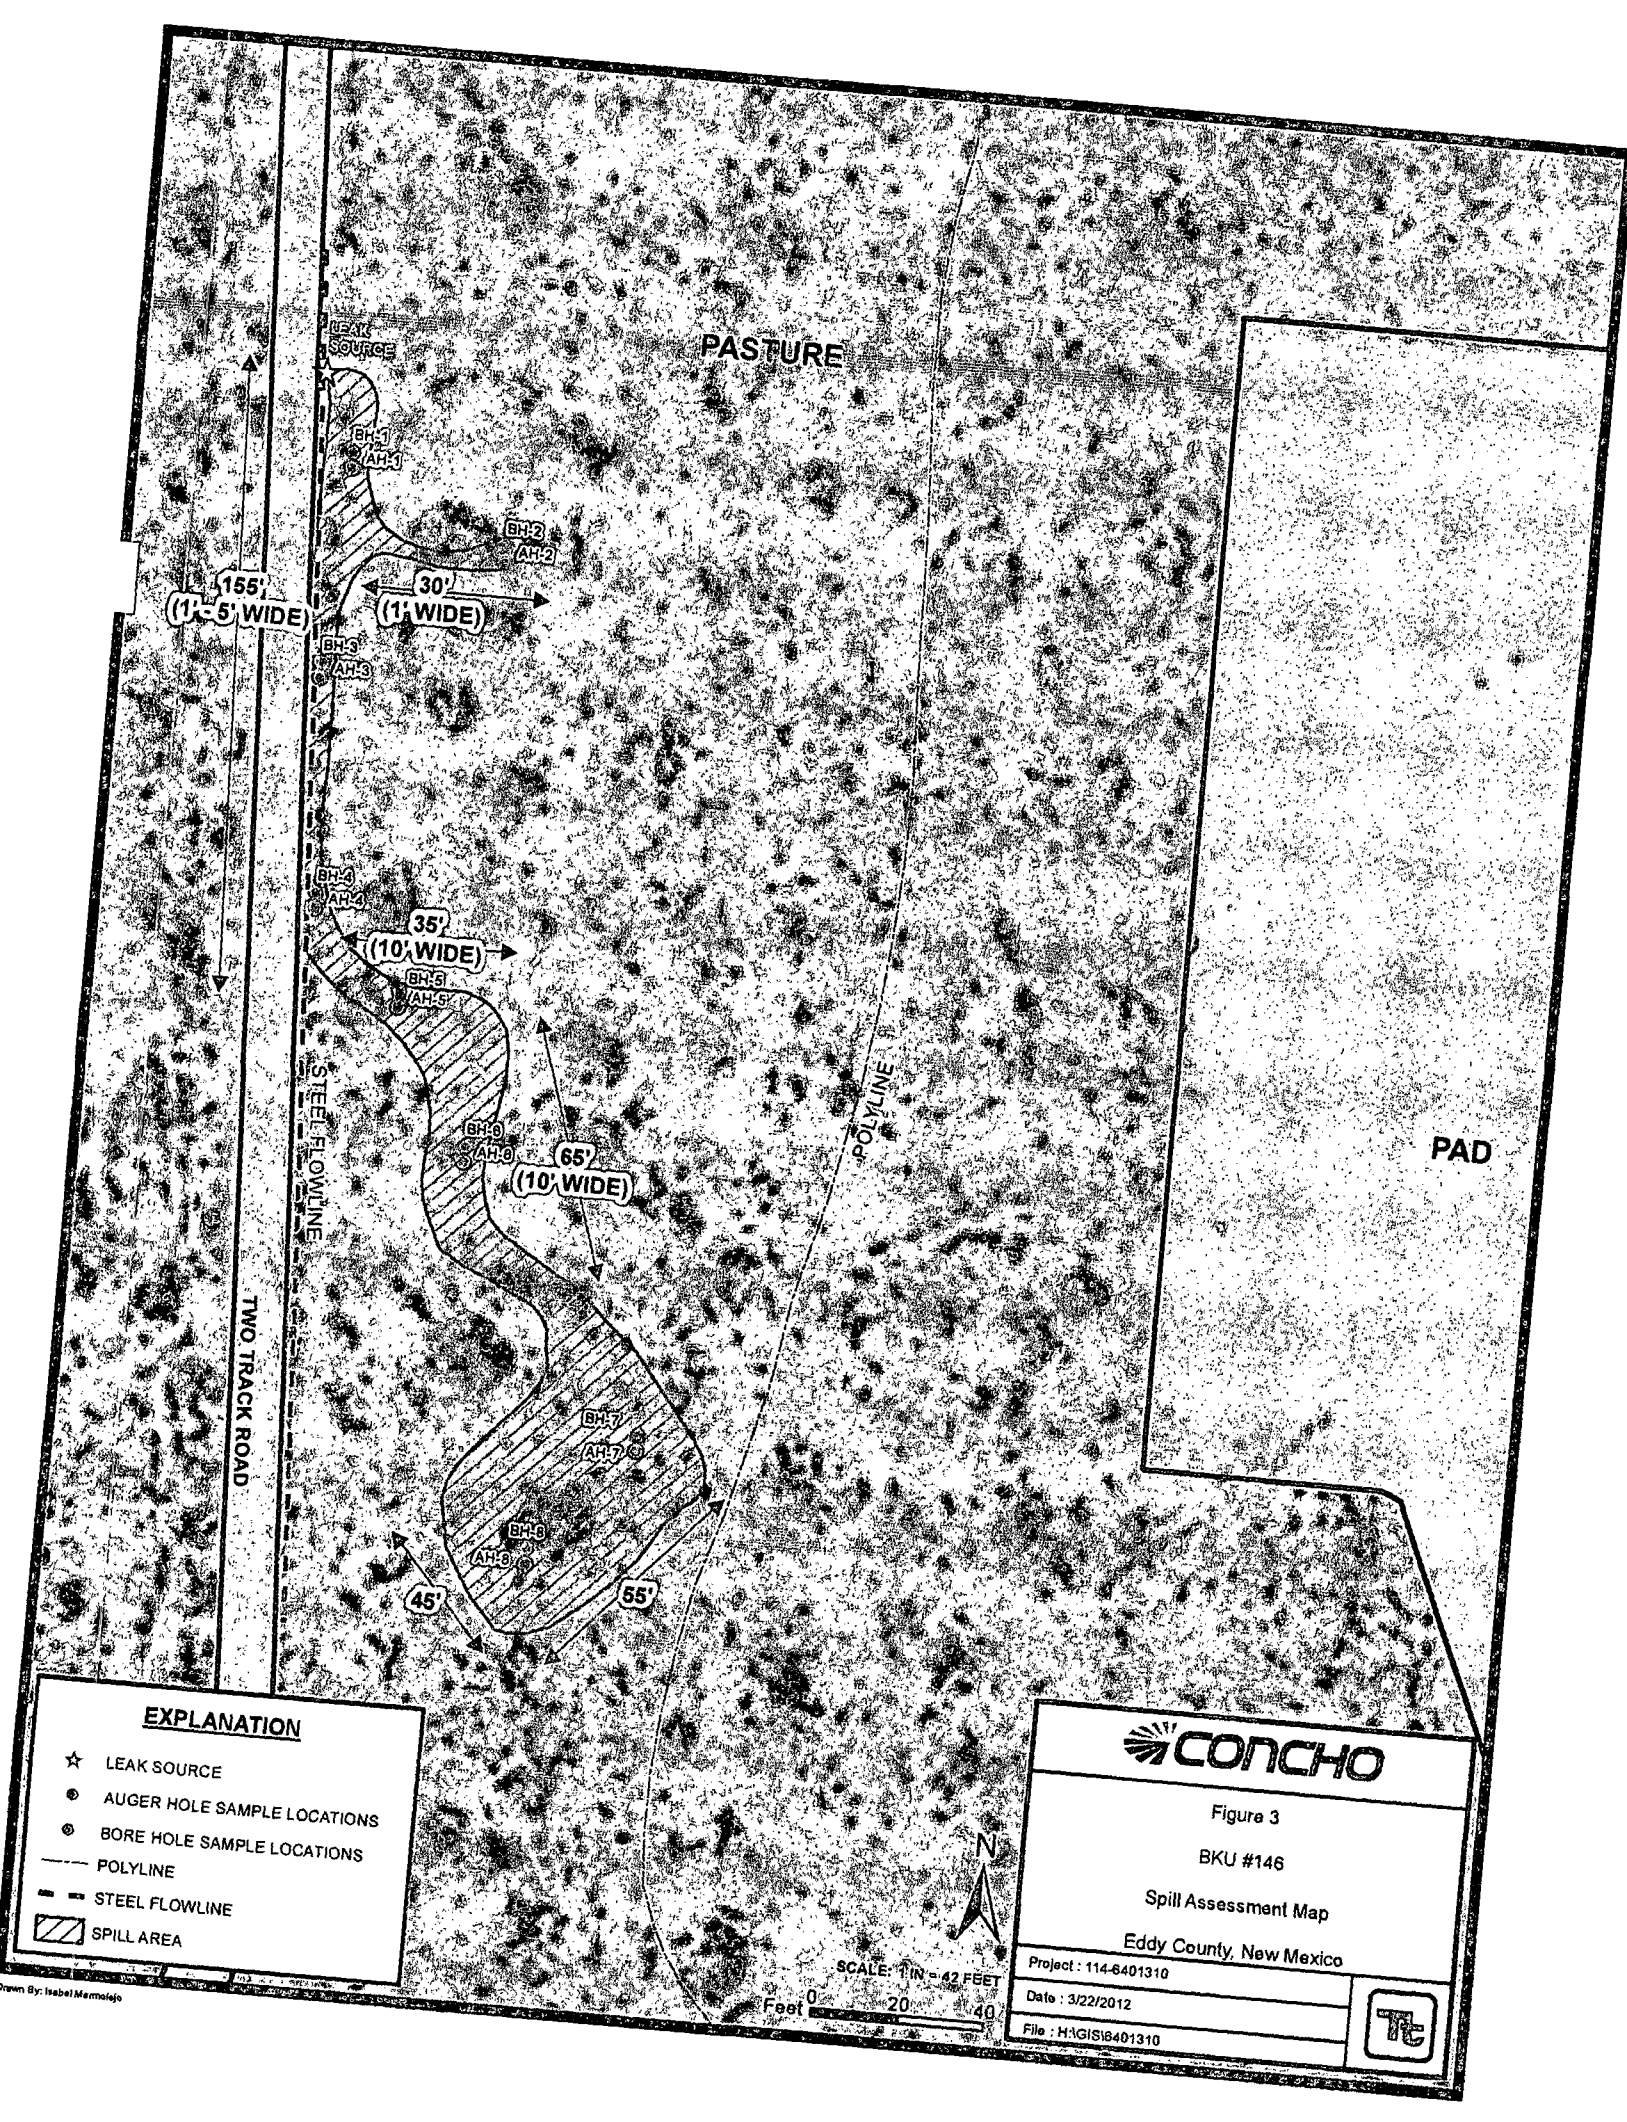 LEAK
SOURCE
PASTURE
BH-1
AH-1
BH-2
AH-2
155'
(1'- 5' WIDE)
30'
(1' WIDE)
BH-3
AH-3
BH-4
AH-4
35'
(10' WIDE)
BH-5
AH-5
STEEL FLOWLINE
POLYLINE
BH-6
AH-6
65'
(10' WIDE)
PAD
TWO TRACK ROAD
BH-7
AH-7
BH-8
AH-8
45'
55'
EXPLANATION
LEAK SOURCE
AUGER HOLE SAMPLE LOCATIONS
BORE HOLE SAMPLE LOCATIONS
POLYLINE
STEEL FLOWLINE
SPILL AREA
Drawn By: Isabel Marmolejo
N
SCALE: 1 IN = 42 FEET
Feet 0 20 40
CONCHO
Figure 3
BKU #146
Spill Assessment Map
Eddy County, New Mexico
Project : 114-6401310
Date : 3/22/2012
File : H:\GIS\6401310
Tt